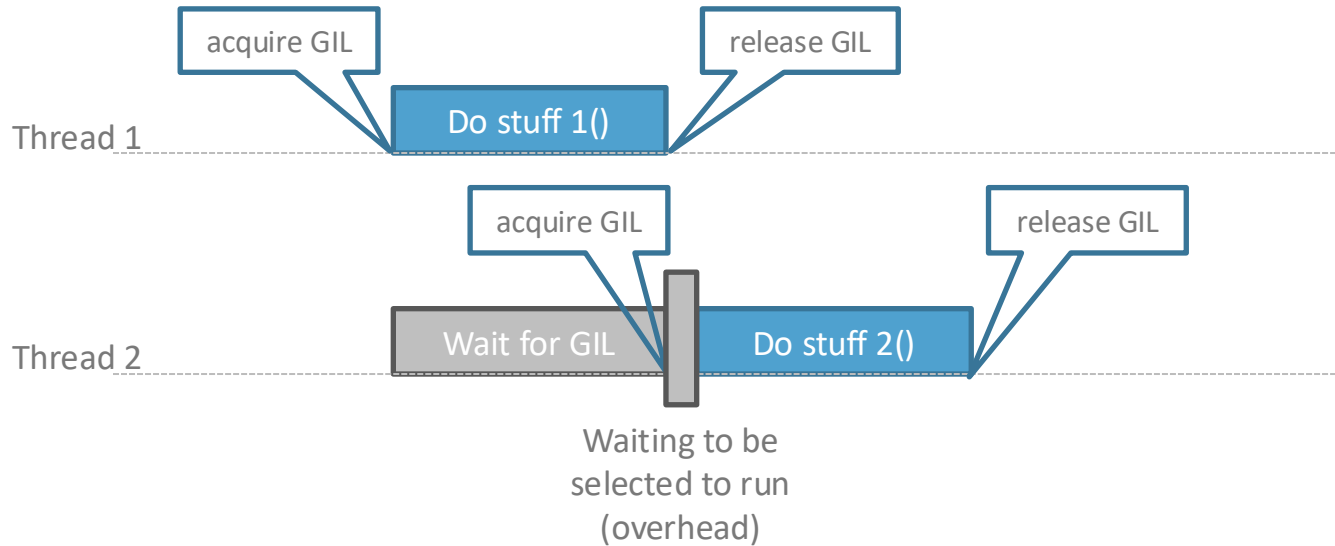 acquire GIL
release GIL
Thread 1
Do stuff 1()
acquire GIL
release GIL
Thread 2
Wait for GIL
Do stuff 2()
Waiting to be
selected to run
(overhead)